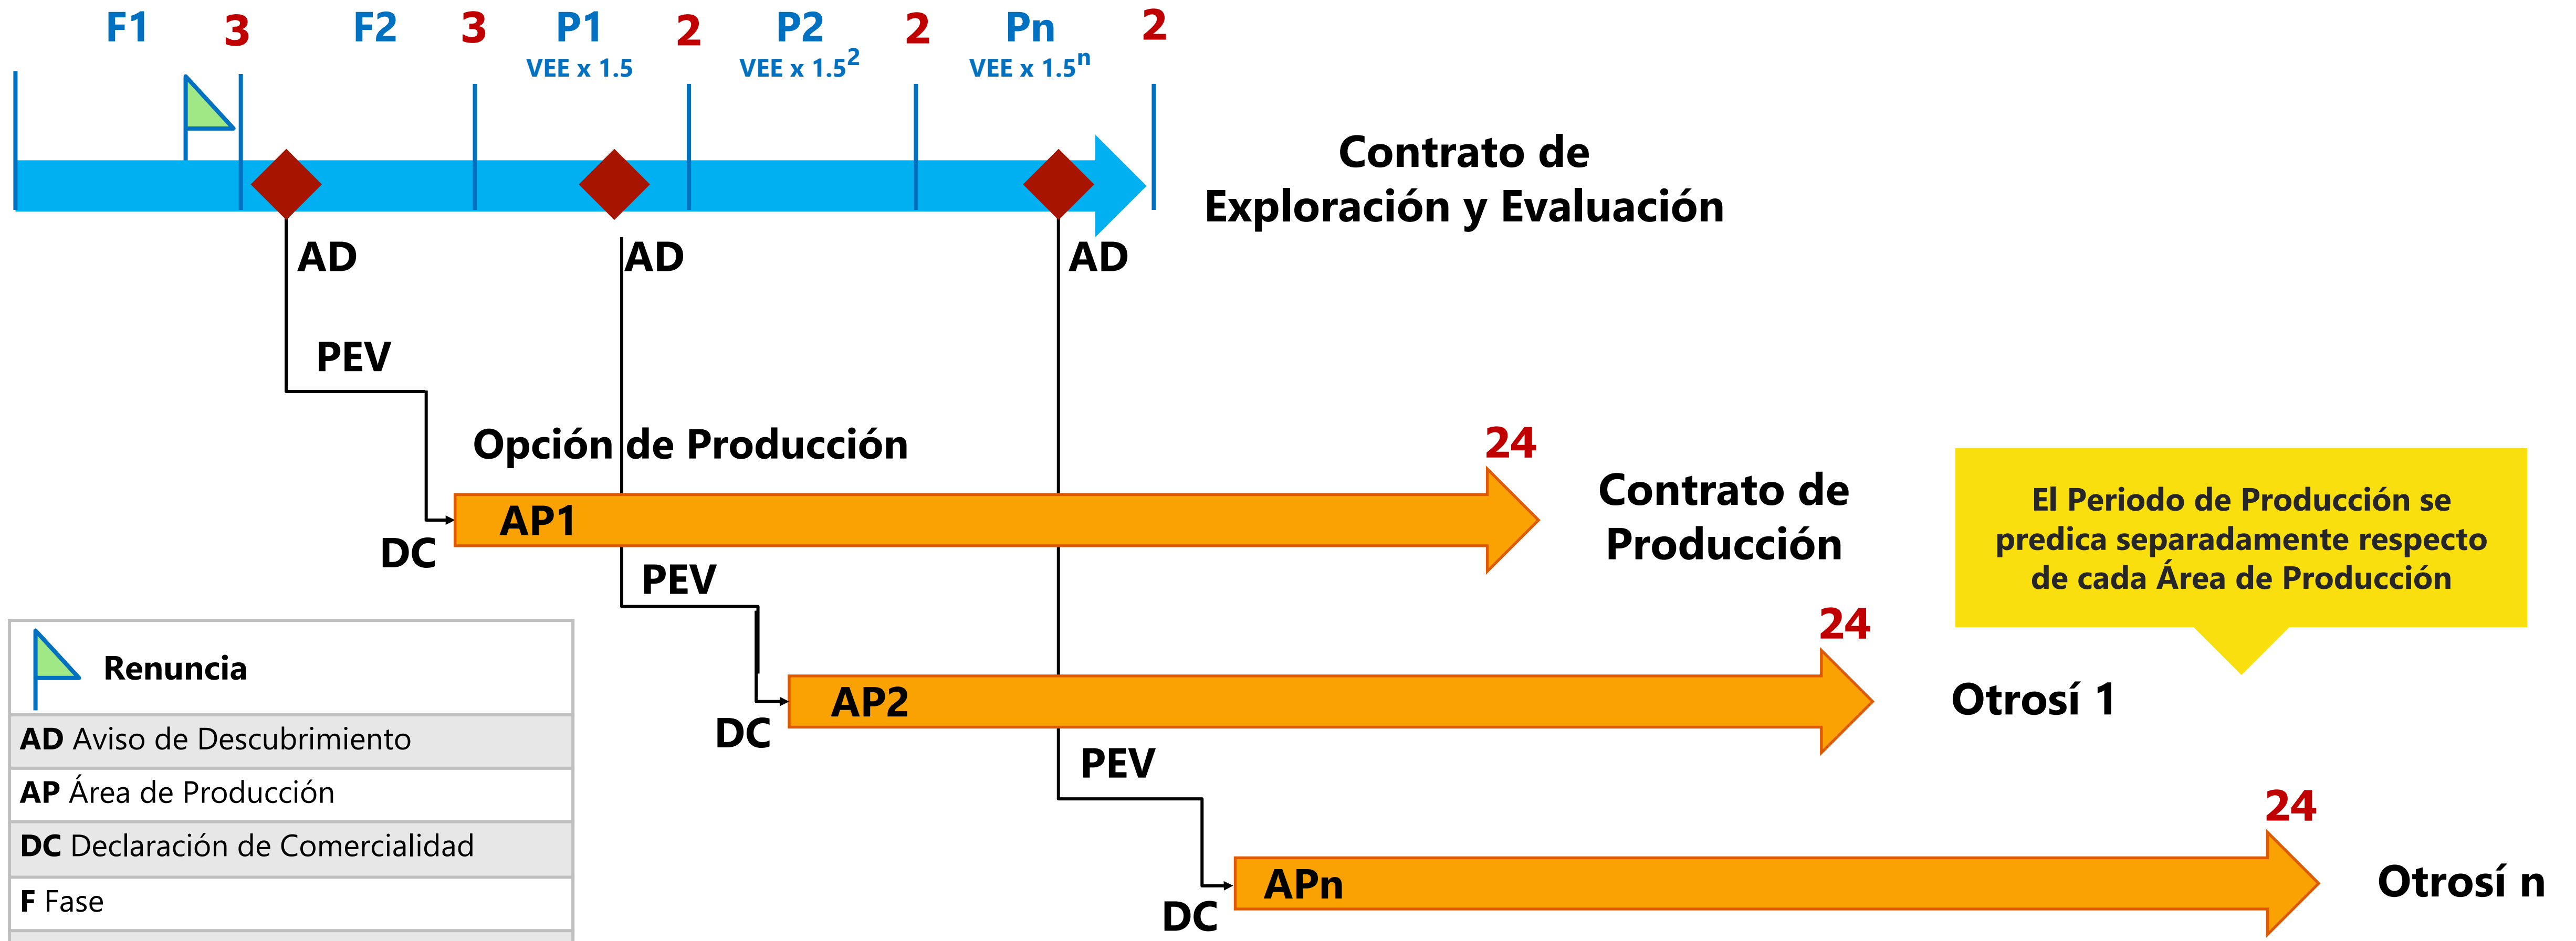 F1 3 F2 3 P1 2 P2 2 Pn 2
VEE x 1.5 VEE x 1.5² VEE x 1.5ⁿ
Contrato de
Exploración y Evaluación
AD AD AD
PEV
Opción de Producción
24
AP1
DC
Contrato de
Producción
El Periodo de Producción se
predica separadamente respecto
de cada Área de Producción
PEV
24
AP2
DC
Otrosí 1
PEV
24
APn
DC
Otrosí n
Renuncia
AD Aviso de Descubrimiento
AP Área de Producción
DC Declaración de Comercialidad
F Fase